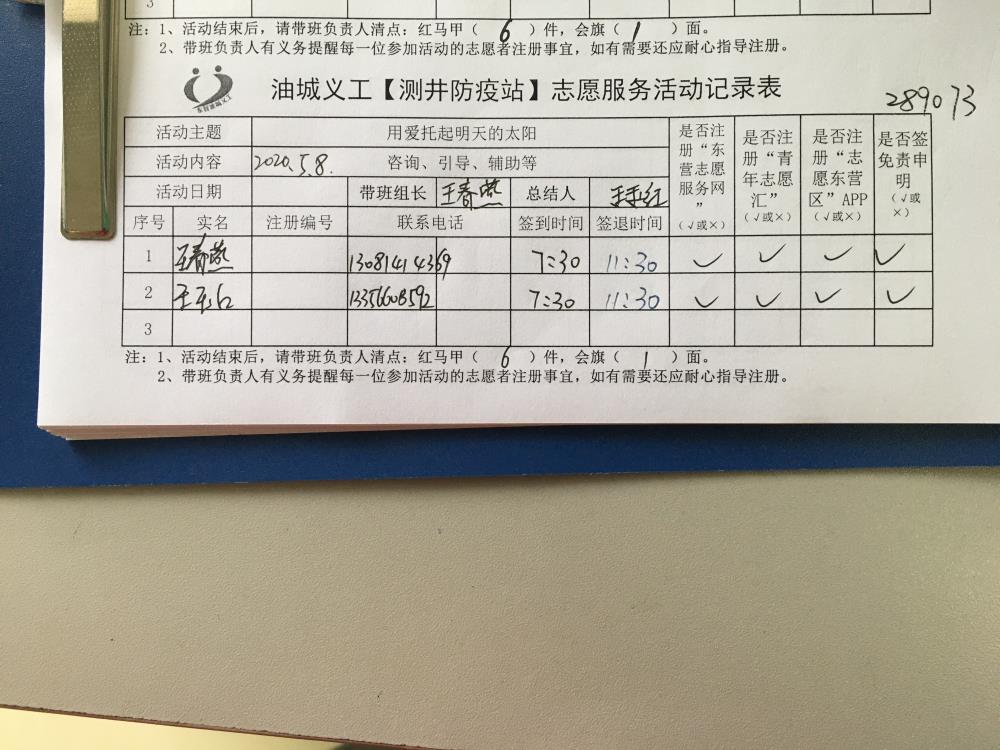 3
注：1、活动结束后，请带班负责人清点：红马甲（ 6 ）件，会旗（ 1 ）面。
2、带班负责人有义务提醒每一位参加活动的志愿者注册事宜，如有需要还应耐心指导注册。
油城义工【测井防疫站】志愿服务活动记录表
289073
活动主题 用爱托起明天的太阳 是否注册“东营志愿服务网”（√或×） 是否注册“青年志愿汇”（√或×） 是否注册“志愿东营区”APP（√或×） 是否签免责申明（√或×）
活动内容 2020.5.8. 咨询、引导、辅助等
活动日期 带班组长 王春燕 总结人
序号 实名 注册编号 联系电话 签到时间 签退时间
1 王春燕 13081414369 7:30 11:30 ✓ ✓ ✓ ✓
2 7:30 11:30 ✓ ✓ ✓ ✓
3
注：1、活动结束后，请带班负责人清点：红马甲（ 6 ）件，会旗（ 1 ）面。
2、带班负责人有义务提醒每一位参加活动的志愿者注册事宜，如有需要还应耐心指导注册。